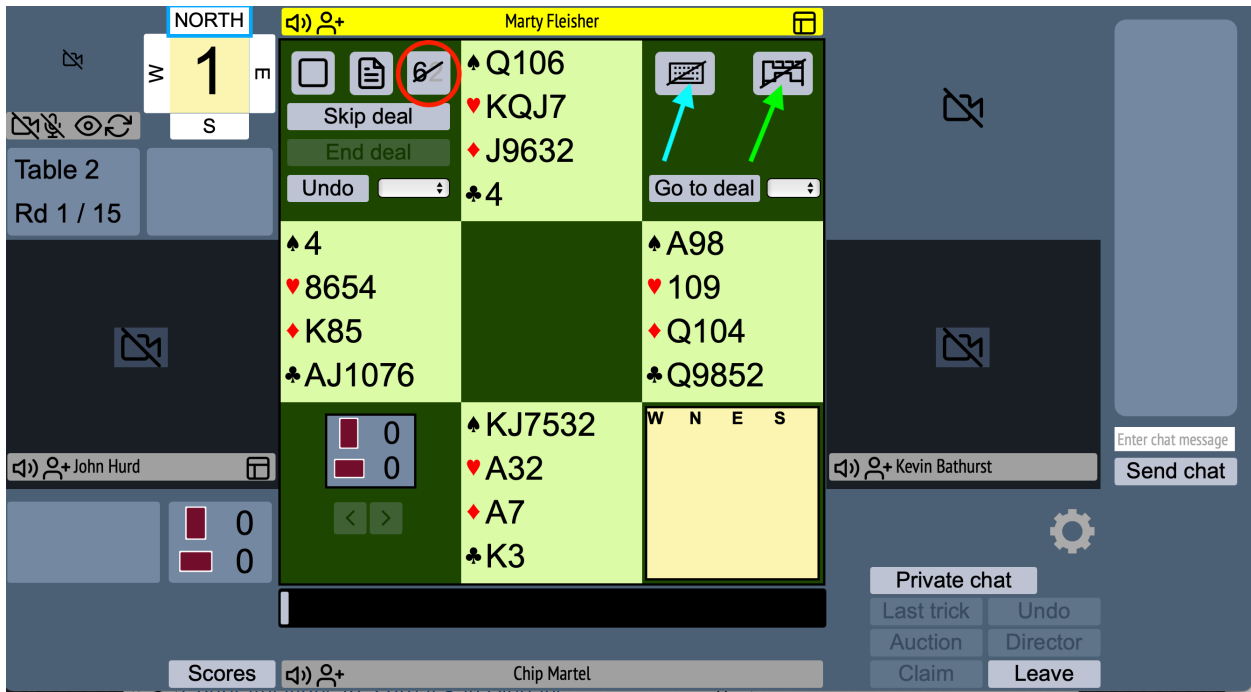 NORTH
W 1 E
S
Table 2
Rd 1 / 15
Marty Fleisher
62
Skip deal
End deal
Undo
♠Q106
♥KQJ7
♦J9632
♣4
Go to deal
♠4
♥8654
♦K85
♣AJ1076
♠A98
♥109
♦Q104
♣Q9852
John Hurd
Kevin Bathurst
0
0
♠KJ7532
♥A32
♦A7
♣K3
W N E S
0
0
Enter chat message
Send chat
Private chat
Last trick
Undo
Auction
Director
Claim
Leave
Scores
Chip Martel